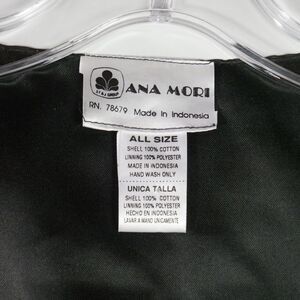 ANA MORI
RN. 78679 Made In Indonesia
ALL SIZE
SHELL 100% COTTON
LINNING 100% POLYESTER
MADE IN INDONESIA
HAND WASH ONLY
UNICA TALLA
SHELL 100% COTTON
LINNING 100% POLYESTER
HECHO EN INDONESIA
LAVAR A MANO UNICAMENTE